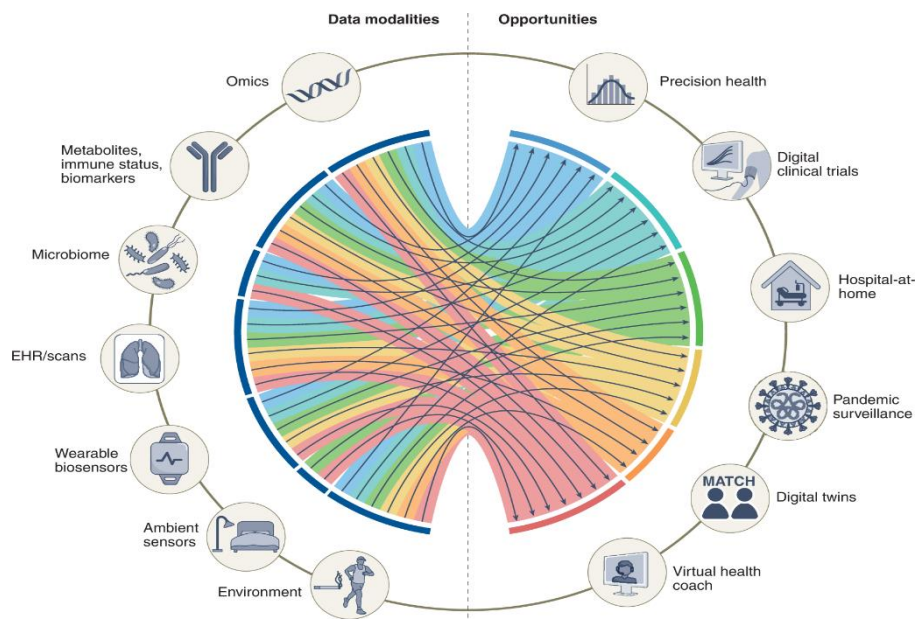 Data modalities
Opportunities
Omics
Metabolites,
immune status,
biomarkers
Microbiome
EHR/scans
Wearable
biosensors
Ambient
sensors
Environment
Precision health
Digital
clinical trials
Hospital-at-
home
Pandemic
surveillance
MATCH
Digital twins
Virtual health
coach